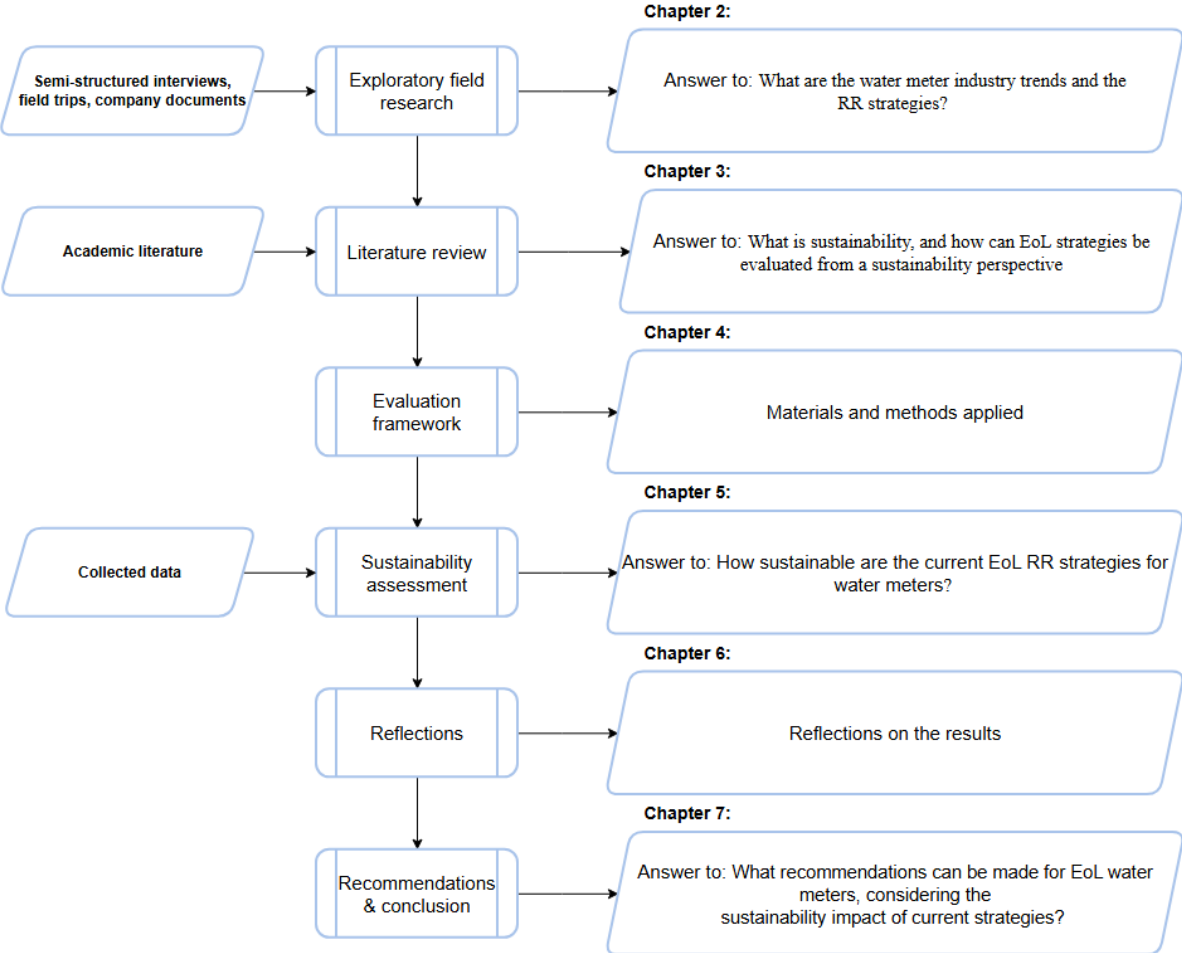 Chapter 2:
Semi-structured interviews,
field trips, company documents
Exploratory field
research
Answer to: What are the water meter industry trends and the
RR strategies?
Chapter 3:
Academic literature
Literature review
Answer to: What is sustainability, and how can EoL strategies be
evaluated from a sustainability perspective
Chapter 4:
Evaluation
framework
Materials and methods applied
Chapter 5:
Collected data
Sustainability
assessment
Answer to: How sustainable are the current EoL RR strategies for
water meters?
Chapter 6:
Reflections
Reflections on the results
Chapter 7:
Recommendations
& conclusion
Answer to: What recommendations can be made for EoL water
meters, considering the
sustainability impact of current strategies?